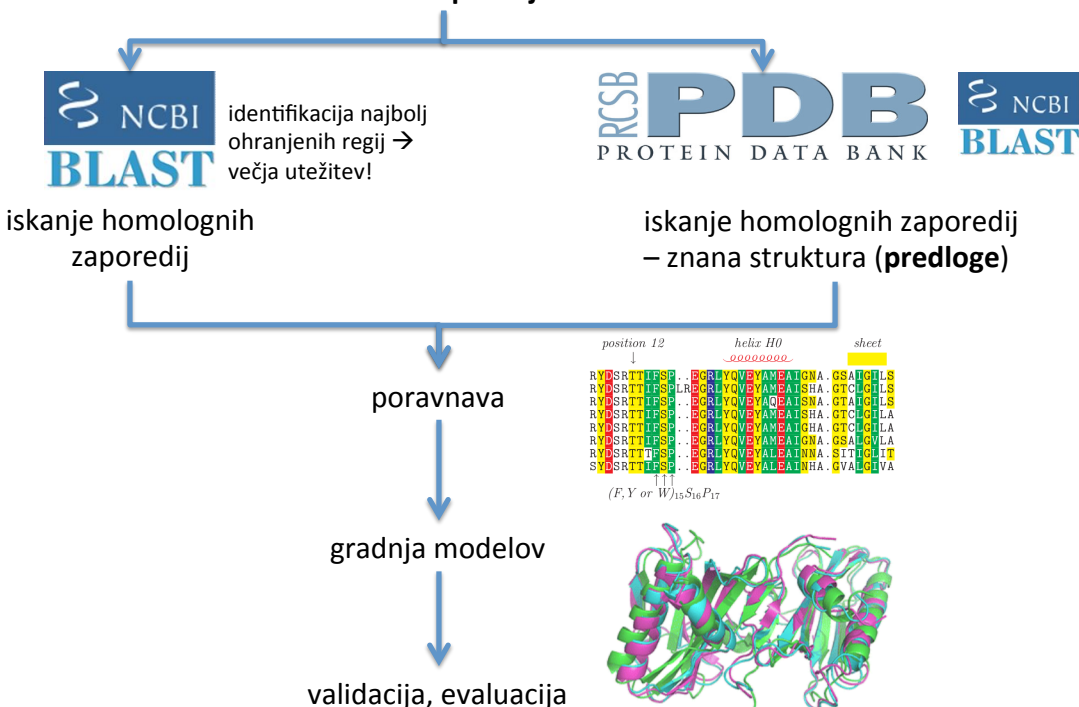 NCBI
BLAST
identifikacija najbolj
ohranjenih regij →
večja utežitev!
RCSB
PDB
PROTEIN DATA BANK
NCBI
BLAST
iskanje homolognih
zaporedij
iskanje homolognih zaporedij
– znana struktura (predloge)
poravnava
position 12 helix H0 sheet
↓ oooooooo
RYDSRTTIFSP..EGRLYQVEYAMEAIGNA.GSAIGILS
RYDSRTTIFSPLREGRLYQVEYAMEAISHA.GTCLGILS
RYDSRTTIFSP..EGRLYQVEYAQEAISNA.GTAIGILS
RYDSRTTIFSP..EGRLYQVEYAMEAISHA.GTCLGILA
RYDSRTTIFSP..EGRLYQVEYAMEAIGHA.GTCLGILA
RYDSRTTIFSP..EGRLYQVEYAMEAIGNA.GSALGVLA
RYDSRTTTFSP..EGRLYQVEYALEAINNA.SITIGLIT
SYDSRTTIFSP..EGRLYQVEYALEAINHA.GVALGIVA
↑↑↑
(F, Y or W)15S16P17
gradnja modelov
validacija, evaluacija